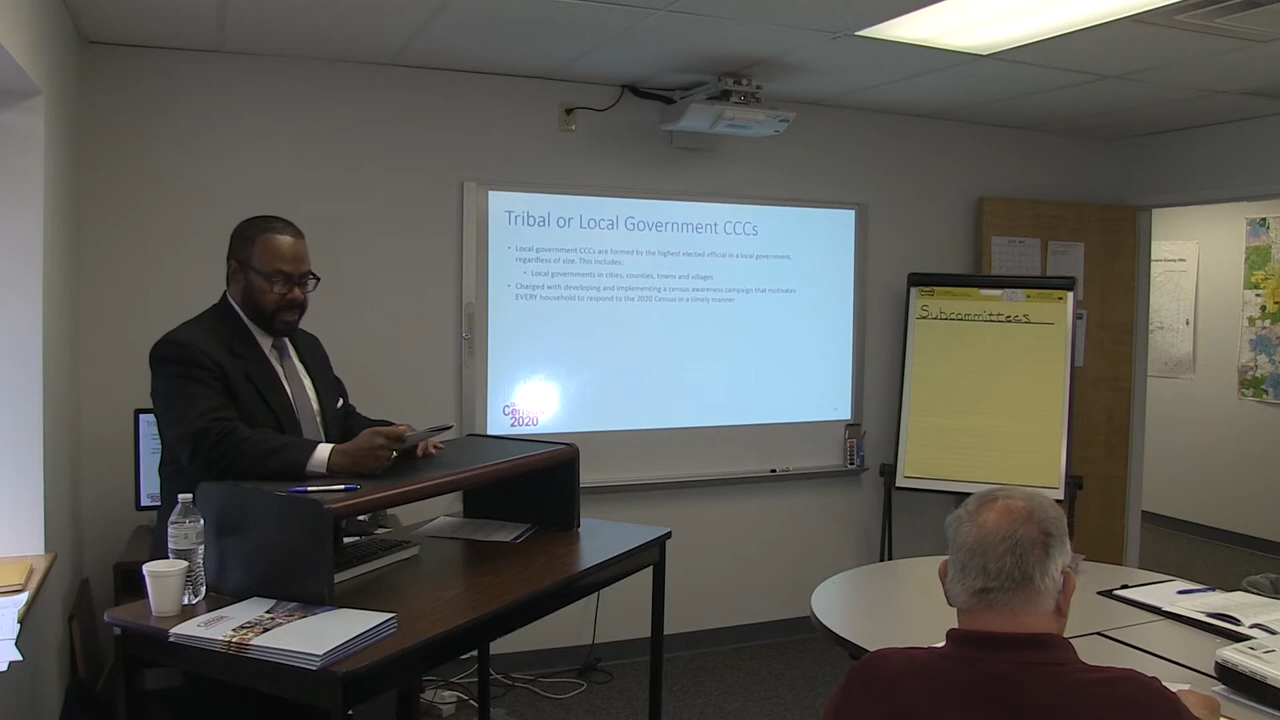 Tribal or Local Government CCCs
• Local government CCCs are formed by the highest elected official in a local government,
regardless of size. This includes:
• Local governments in cities, counties, towns and villages
• Charged with developing and implementing a census awareness campaign that motivates
EVERY household to respond to the 2020 Census in a timely manner
Census
2020
Subcommittees